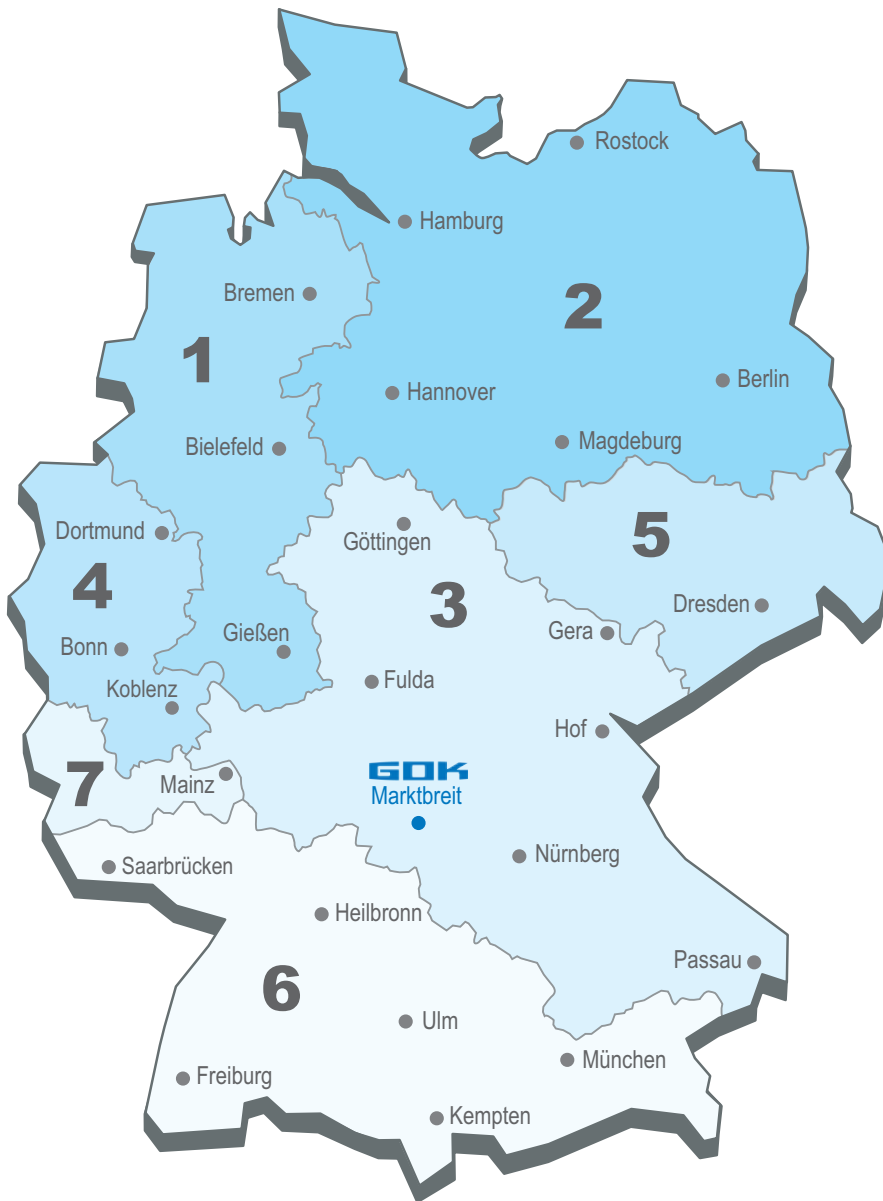 Rostock
Hamburg
Bremen
2
1
Berlin
Hannover
Magdeburg
Bielefeld
Dortmund
Göttingen
5
4
3
Dresden
Gera
Bonn
Gießen
Fulda
Koblenz
Hof
7
Mainz
GOK
Marktbreit
Nürnberg
Saarbrücken
Heilbronn
Passau
6
Ulm
München
Freiburg
Kempten